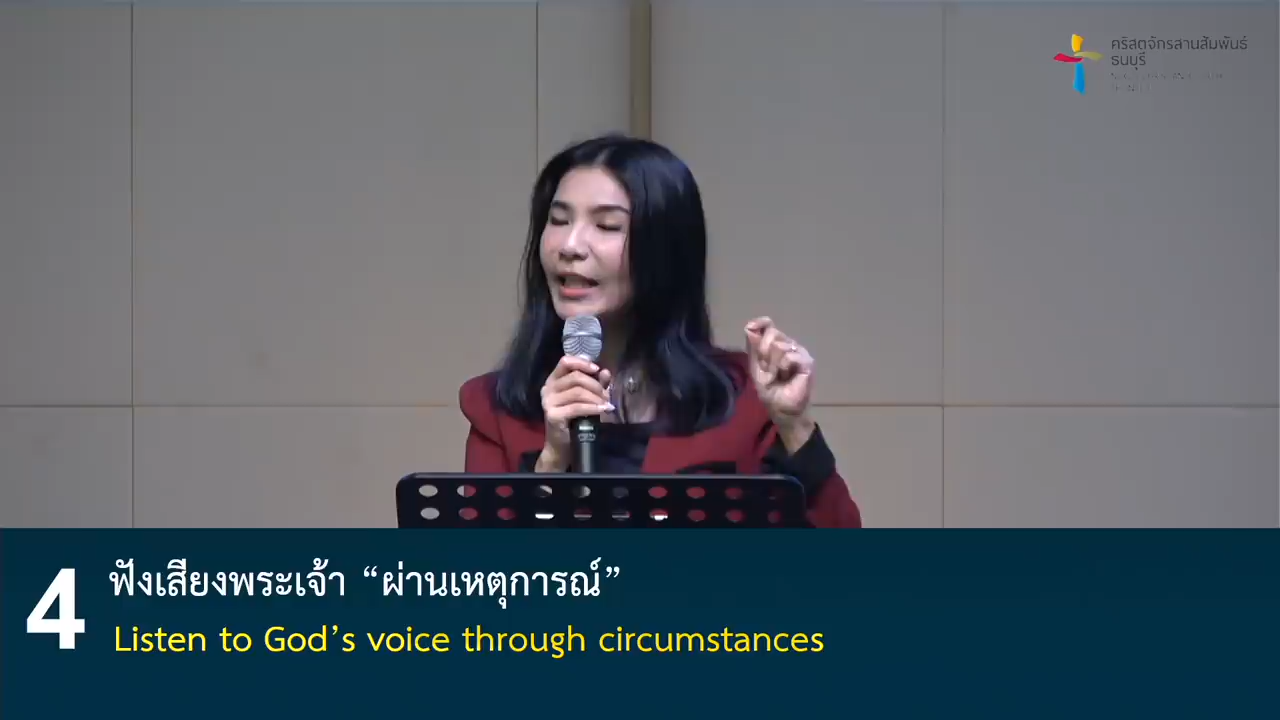 คริสตจักรสานสัมพันธ์
ธนบุรี
4
ฟังเสียงพระเจ้า “ผ่านเหตุการณ์”
Listen to God’s voice through circumstances